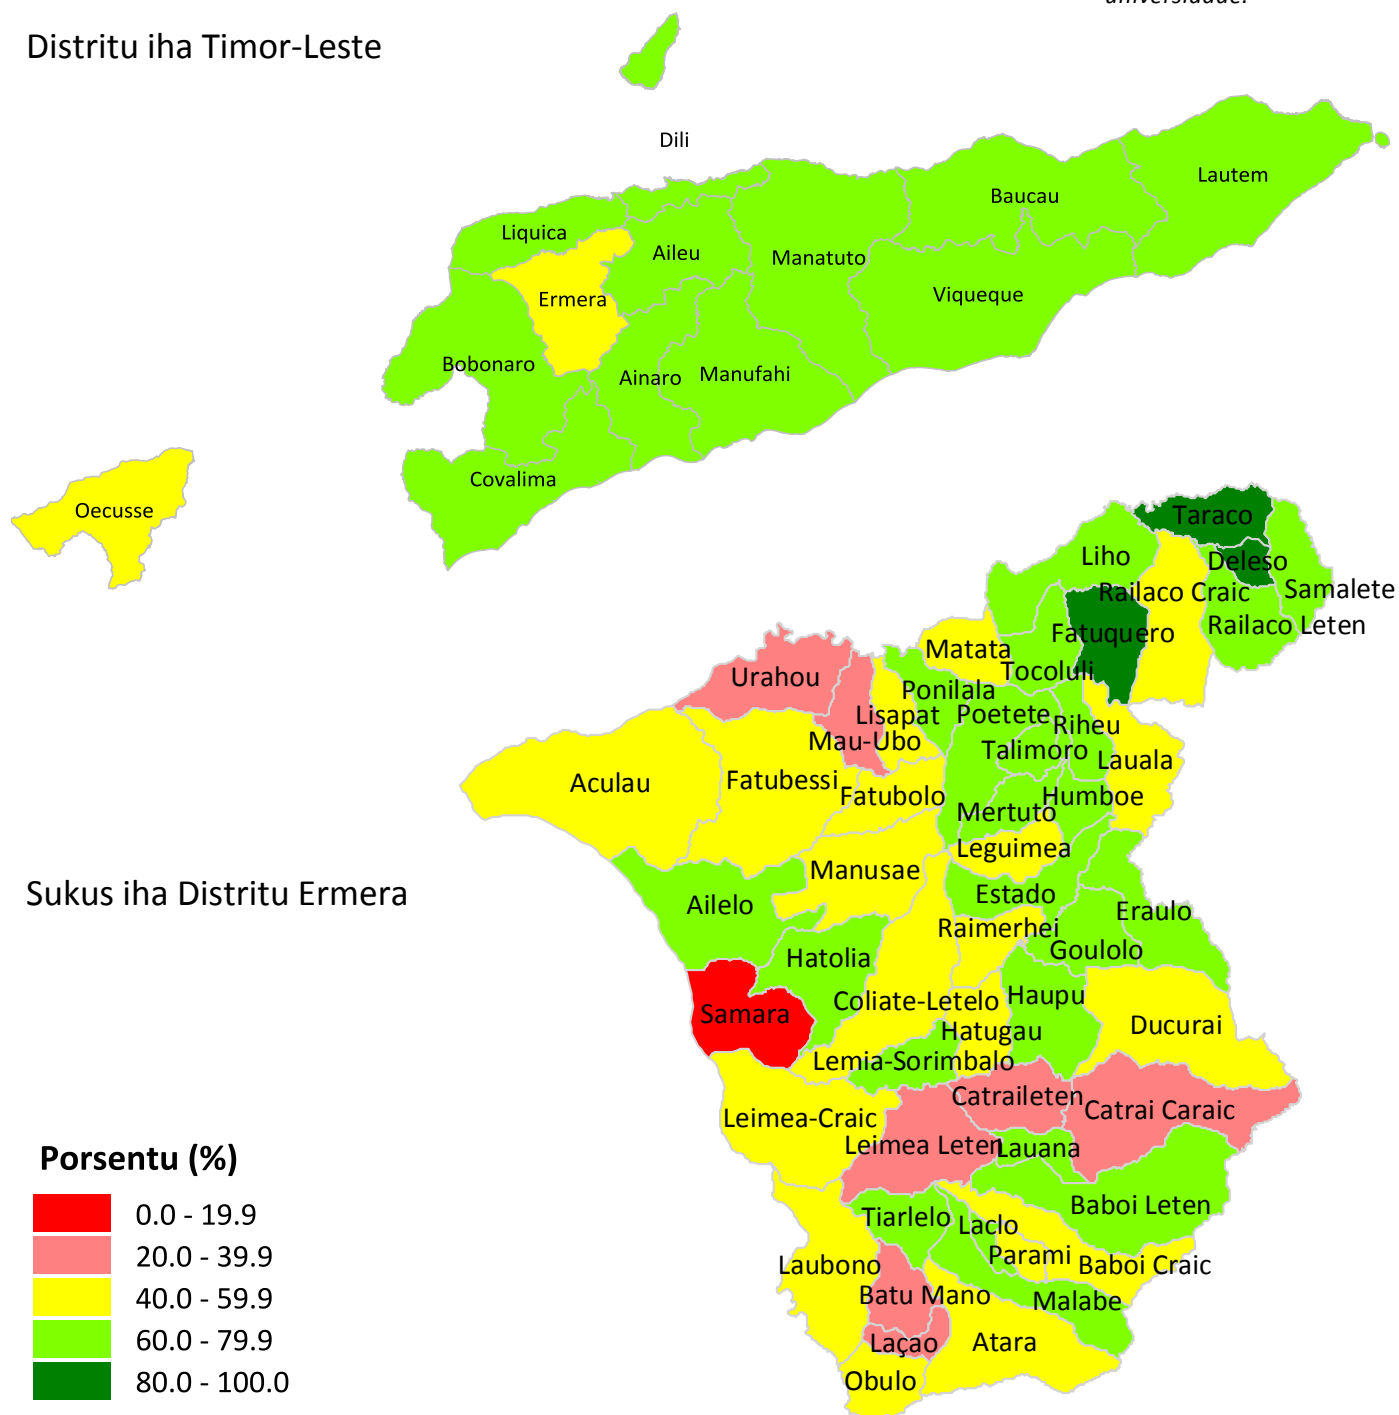 universidade.
Distritu iha Timor-Leste
Dili
Lautem
Baucau
Liquica
Aileu
Manatuto
Viqueque
Ermera
Bobonaro
Ainaro
Manufahi
Covalima
Oecusse
Taraco
Liho
Deleso
Railaco Craic
Samalete
Fatuquero
Railaco Leten
Matata
Tocoluli
Urahou
Ponilala
Lisapat
Poetete
Riheu
Mau-Ubo
Talimoro
Lauala
Aculau
Fatubessi
Fatubolo
Humboe
Mertuto
Leguimea
Manusae
Sukus iha Distritu Ermera
Estado
Ailelo
Eraulo
Raimerhei
Goulolo
Hatolia
Haupu
Coliate-Letelo
Samara
Hatugau
Ducurai
Lemia-Sorimbalo
Catraileten
Catrai Caraic
Leimea-Craic
Leimea Leten
Lauana
Baboi Leten
Tiarlelo
Laclo
Parami
Laubono
Baboi Craic
Batu Mano
Malabe
Laçao
Atara
Obulo
Porsentu (%)
0.0 - 19.9
20.0 - 39.9
40.0 - 59.9
60.0 - 79.9
80.0 - 100.0